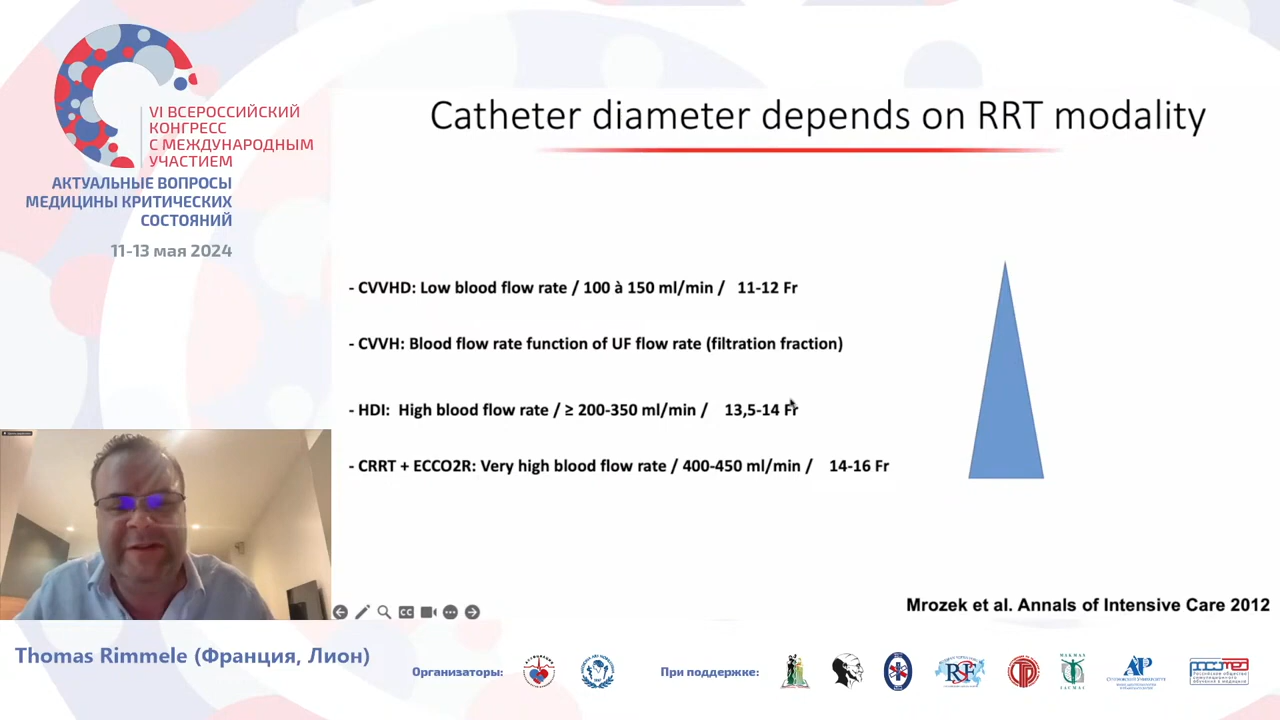 VI ВСЕРОССИЙСКИЙ
КОНГРЕСС
С МЕЖДУНАРОДНЫМ
УЧАСТИЕМ
АКТУАЛЬНЫЕ ВОПРОСЫ
МЕДИЦИНЫ КРИТИЧЕСКИХ
СОСТОЯНИЙ
11-13 мая 2024
Catheter diameter depends on RRT modality
- CVVHD: Low blood flow rate / 100 à 150 ml/min / 11-12 Fr
- CVVH: Blood flow rate function of UF flow rate (filtration fraction)
- HDI: High blood flow rate / ≥ 200-350 ml/min / 13,5-14 Fr
- CRRT + ECCO2R: Very high blood flow rate / 400-450 ml/min / 14-16 Fr
CC
Mrozek et al. Annals of Intensive Care 2012
Thomas Rimmele (Франция, Лион)
Организаторы:
При поддержке: